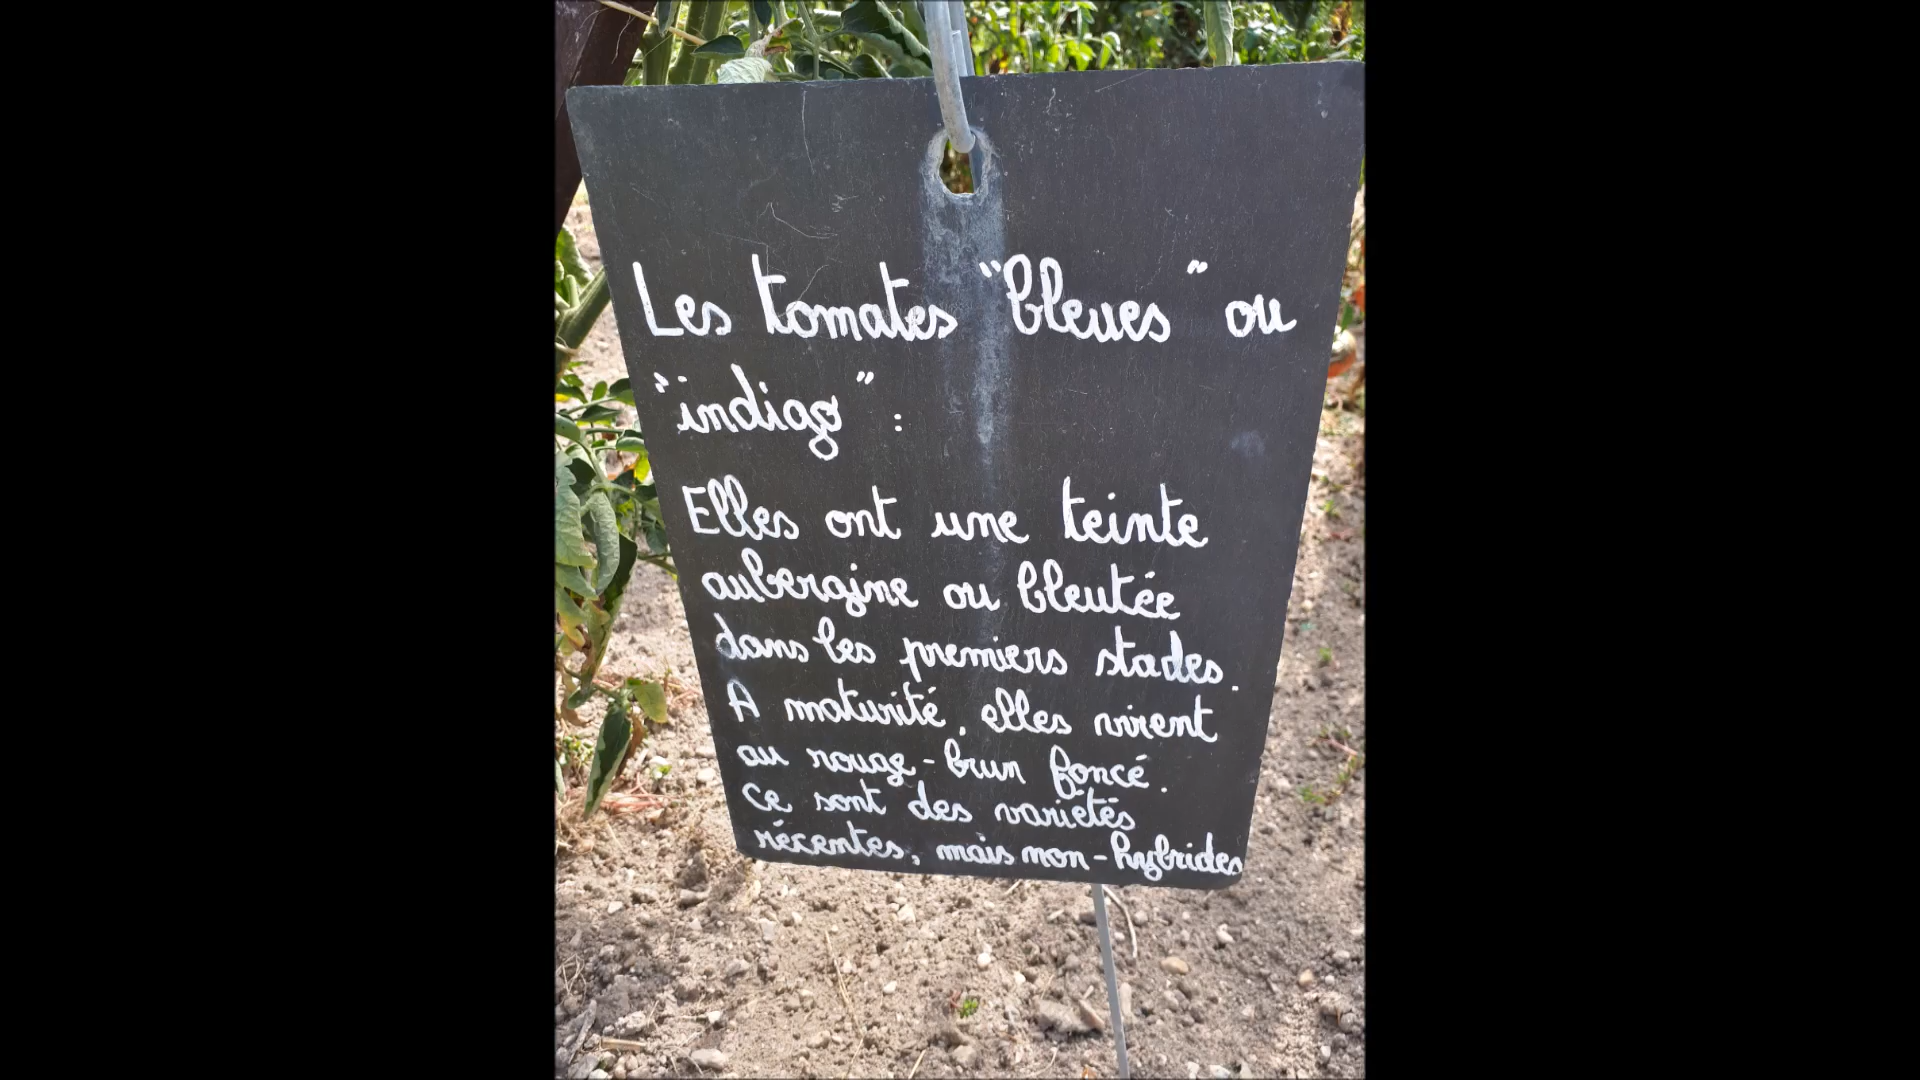 Les tomates "bleues" ou
"indigo" :
Elles ont une teinte
aubergine ou bleutée
dans les premiers stades.
A maturité, elles virent
au rouge-brun foncé.
Ce sont des variétés
récentes, mais non-hybrides